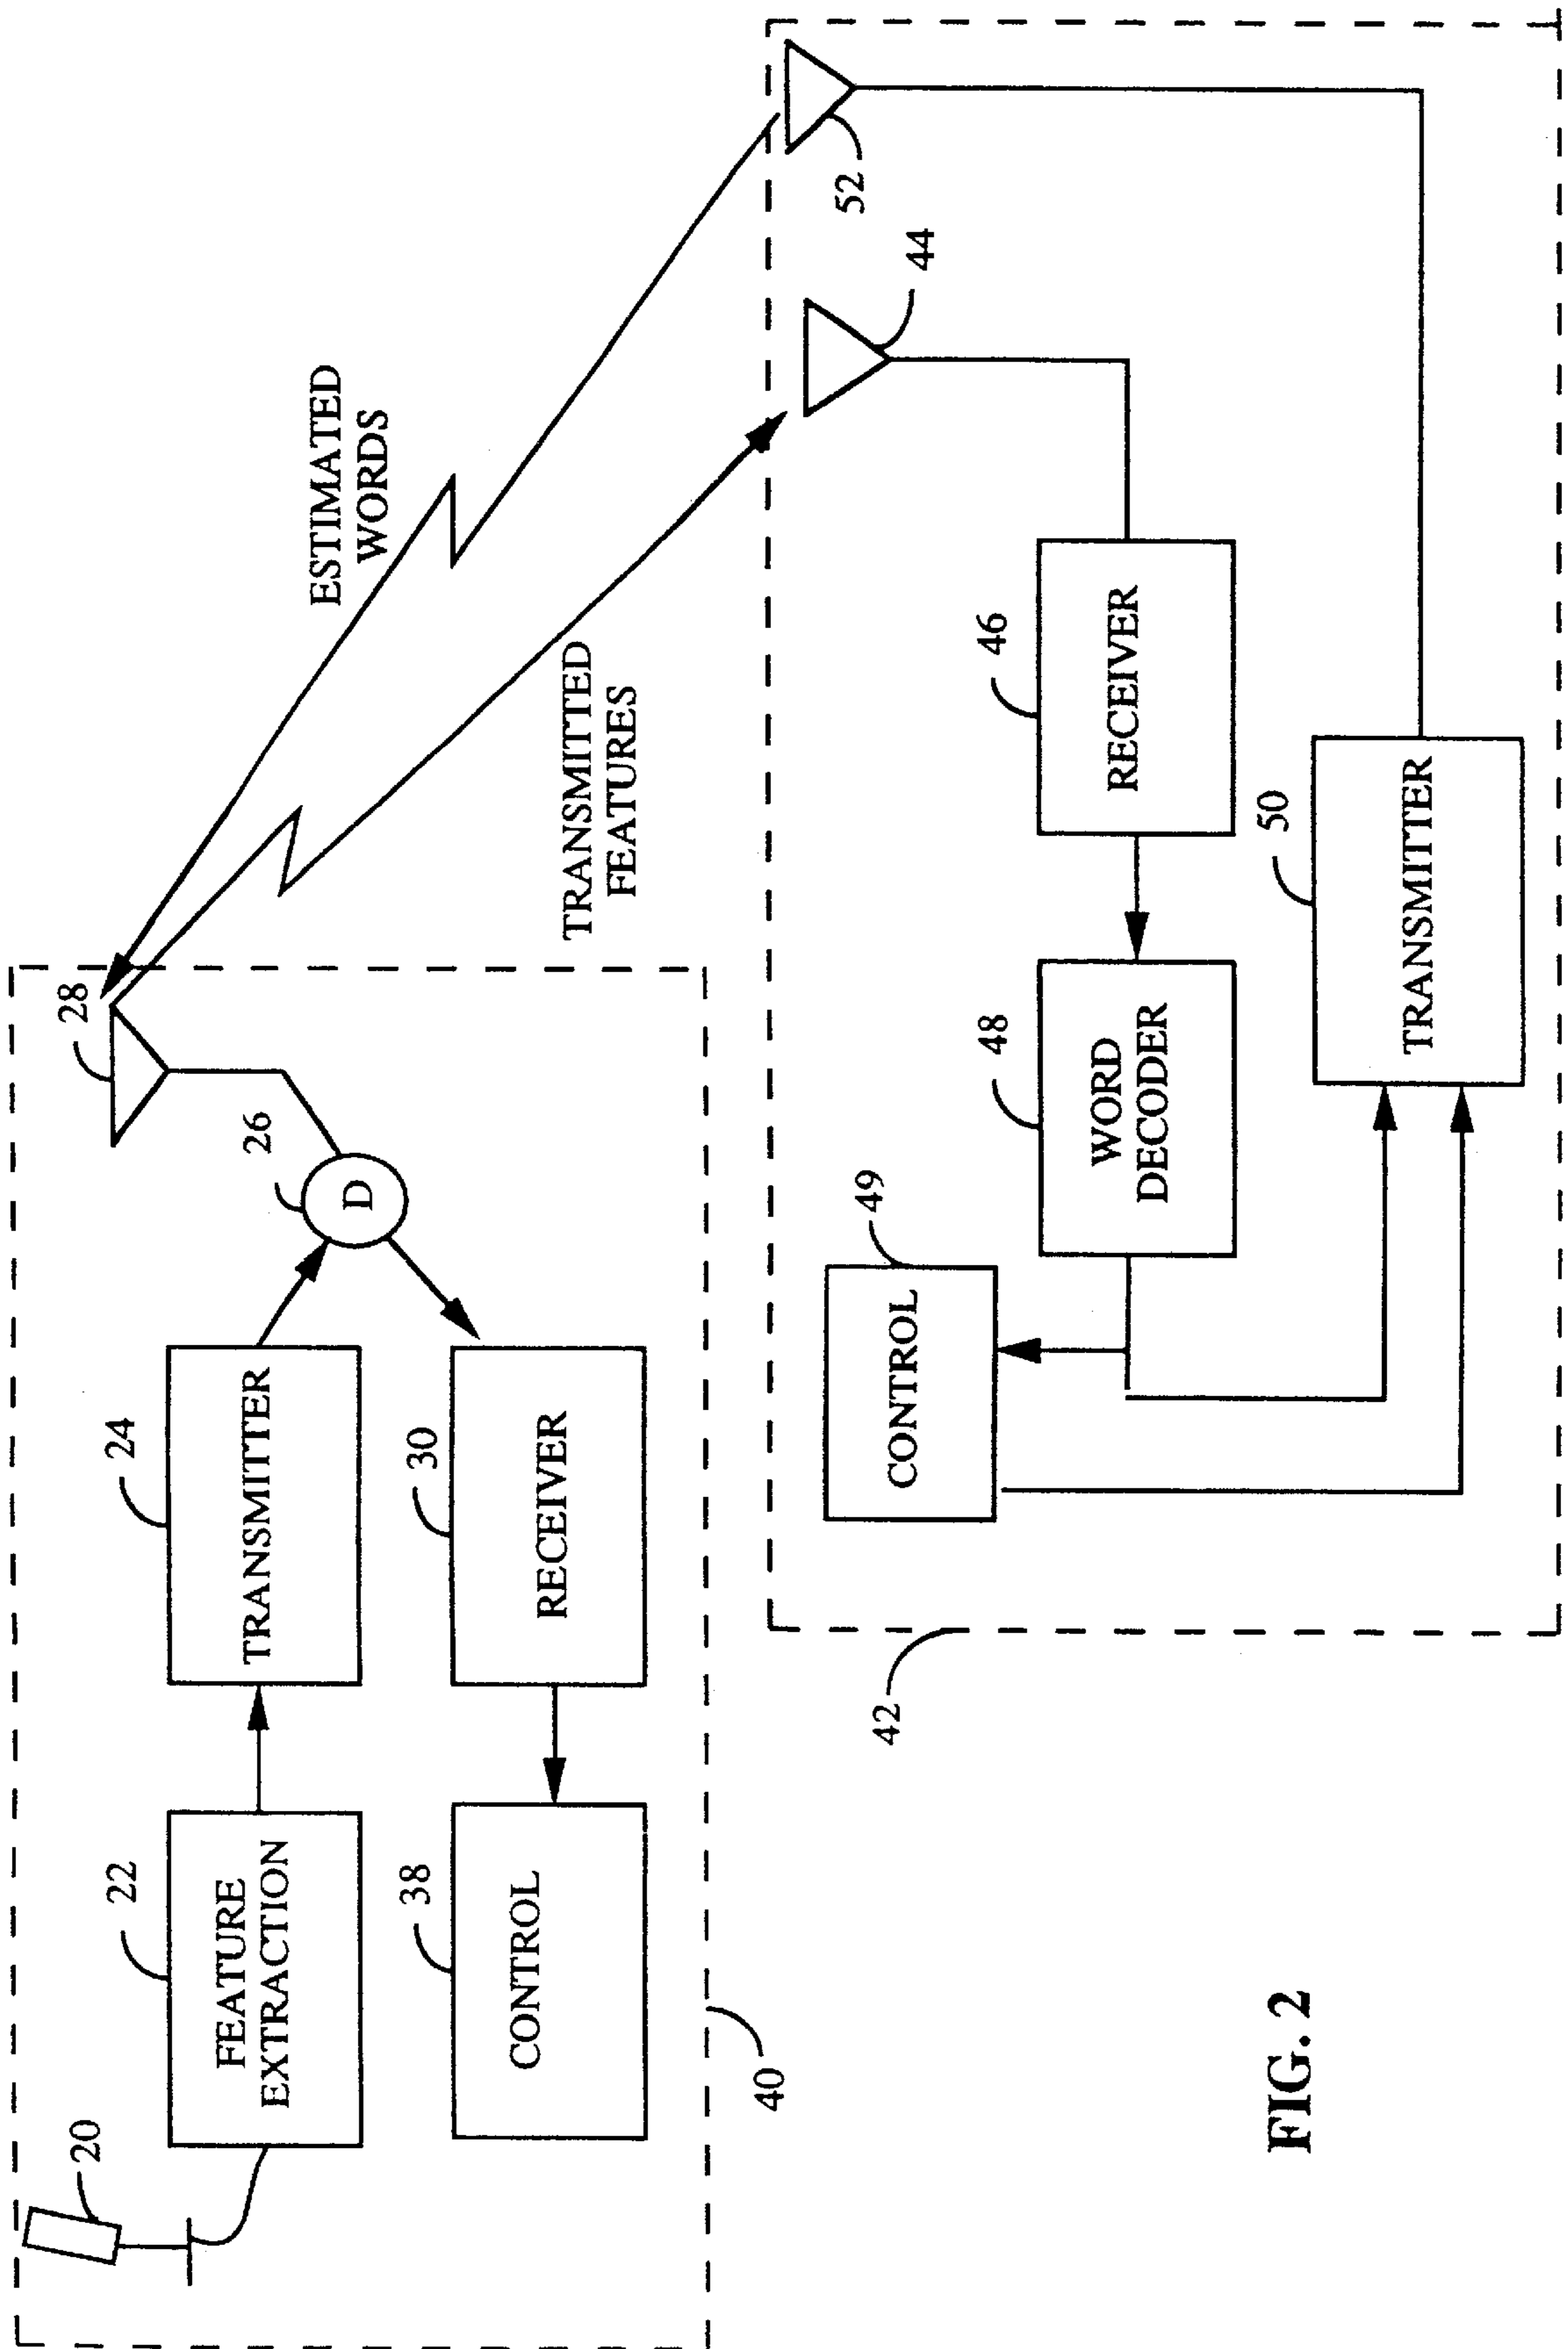 20
22
FEATURE
EXTRACTION
24
TRANSMITTER
26
D
28
38
CONTROL
30
RECEIVER
40
ESTIMATED
WORDS
TRANSMITTED
FEATURES
42
49
CONTROL
48
WORD
DECODER
46
RECEIVER
44
52
50
TRANSMITTER
FIG. 2